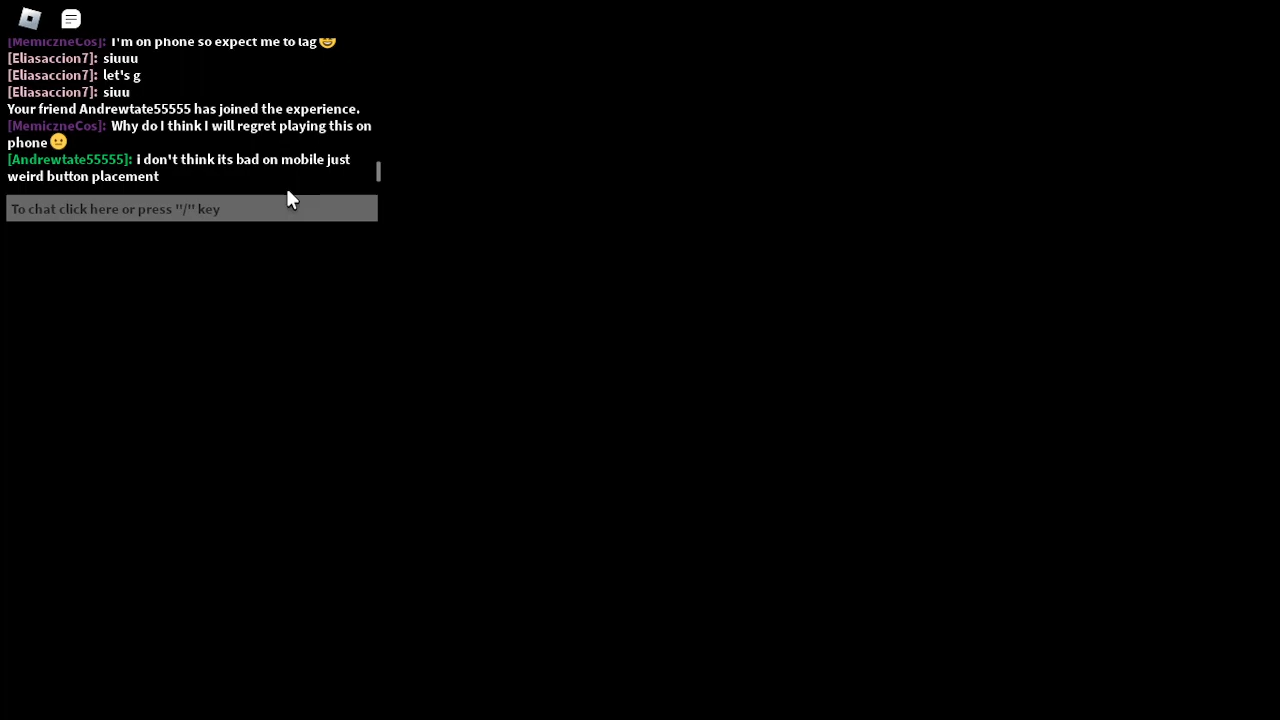 [MemiczneCos]: I'm on phone so expect me to lag🤓
[Eliasaccion7]: siuuu
[Eliasaccion7]: let's g
[Eliasaccion7]: siuu
Your friend Andrewtate55555 has joined the experience.
[MemiczneCos]: Why do I think I will regret playing this on
phone😐
[Andrewtate55555]: i don't think its bad on mobile just
weird button placement
To chat click here or press "/" key